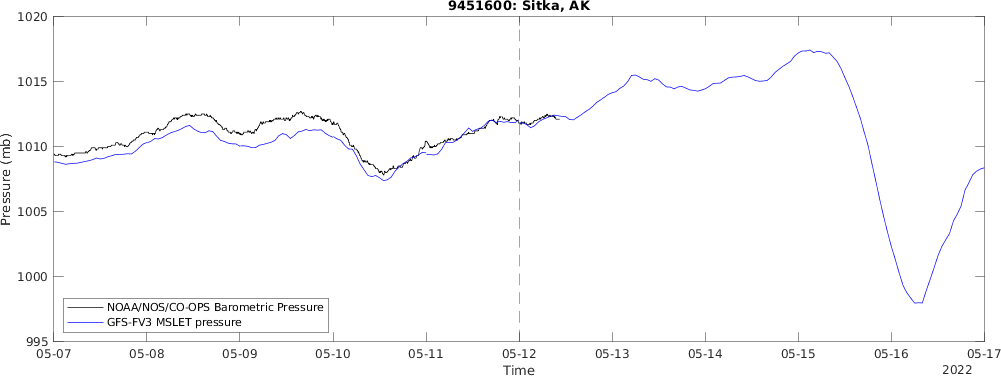 9451600: Sitka, AK
1020
1015
1010
1005
1000
995
Pressure (mb)
NOAA/NOS/CO-OPS Barometric Pressure
GFS-FV3 MSLET pressure
05-07 05-08 05-09 05-10 05-11 05-12 05-13 05-14 05-15 05-16 05-17
Time
2022